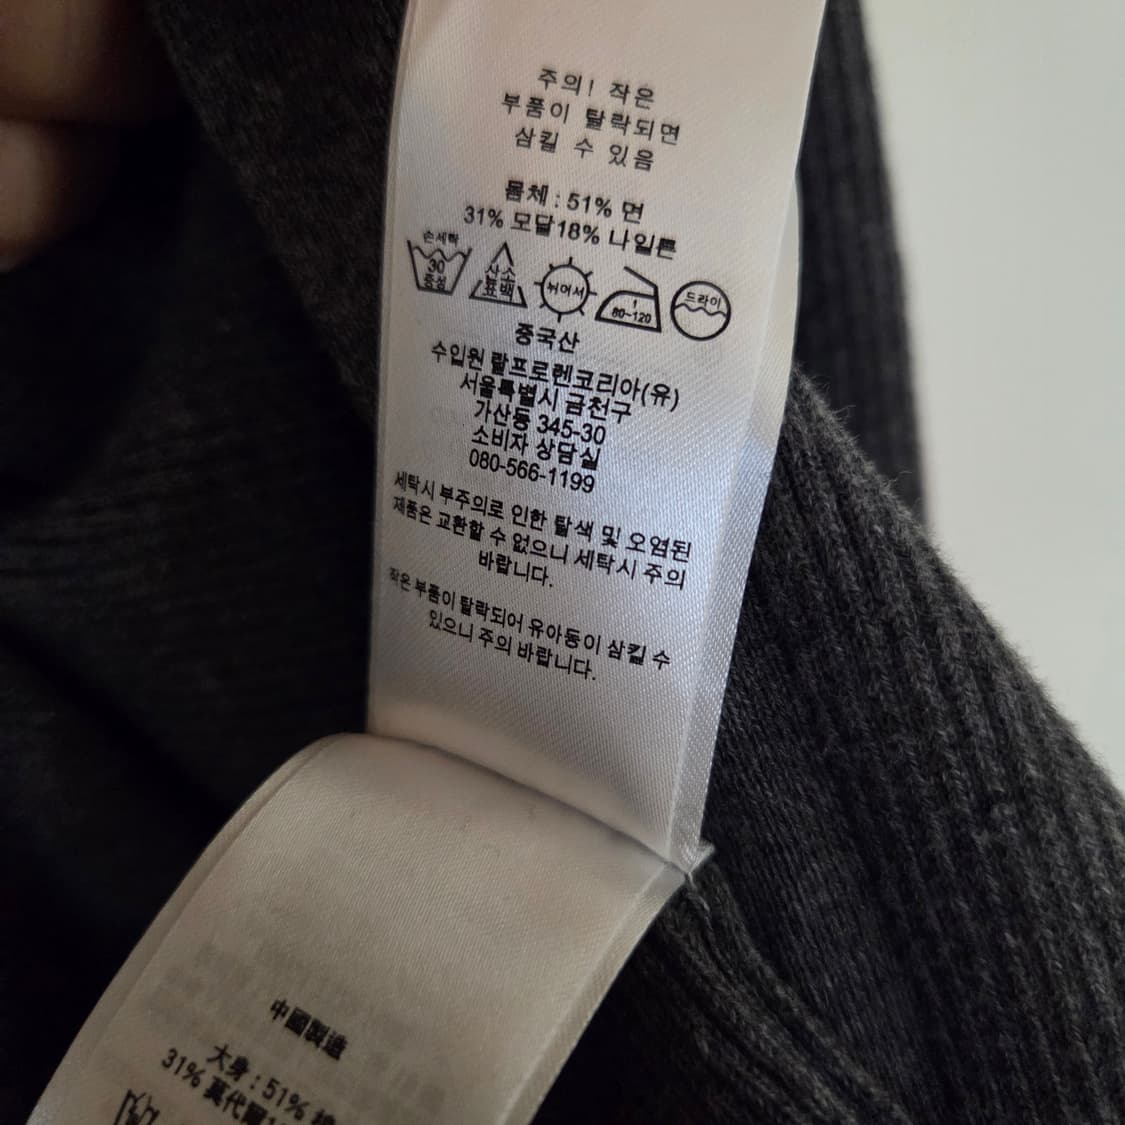 주의! 작은
부품이 탈락되면
삼킬 수 있음
몸체 : 51% 면
31% 모달18% 나일론
손세탁
30
중성
산소
표백
뉘어서
80~120
드라이
중국산
수입원 랄프로렌코리아(유)
서울특별시 금천구
가산동 345-30
소비자 상담실
080-566-1199
세탁시 부주의로 인한 탈색 및 오염된
제품은 교환할 수 없으니 세탁시 주의
바랍니다.
작은 부품이 탈락되어 유아동이 삼킬 수
있으니 주의 바랍니다.
中國製造
大身 : 51% 棉
31% 莫代爾